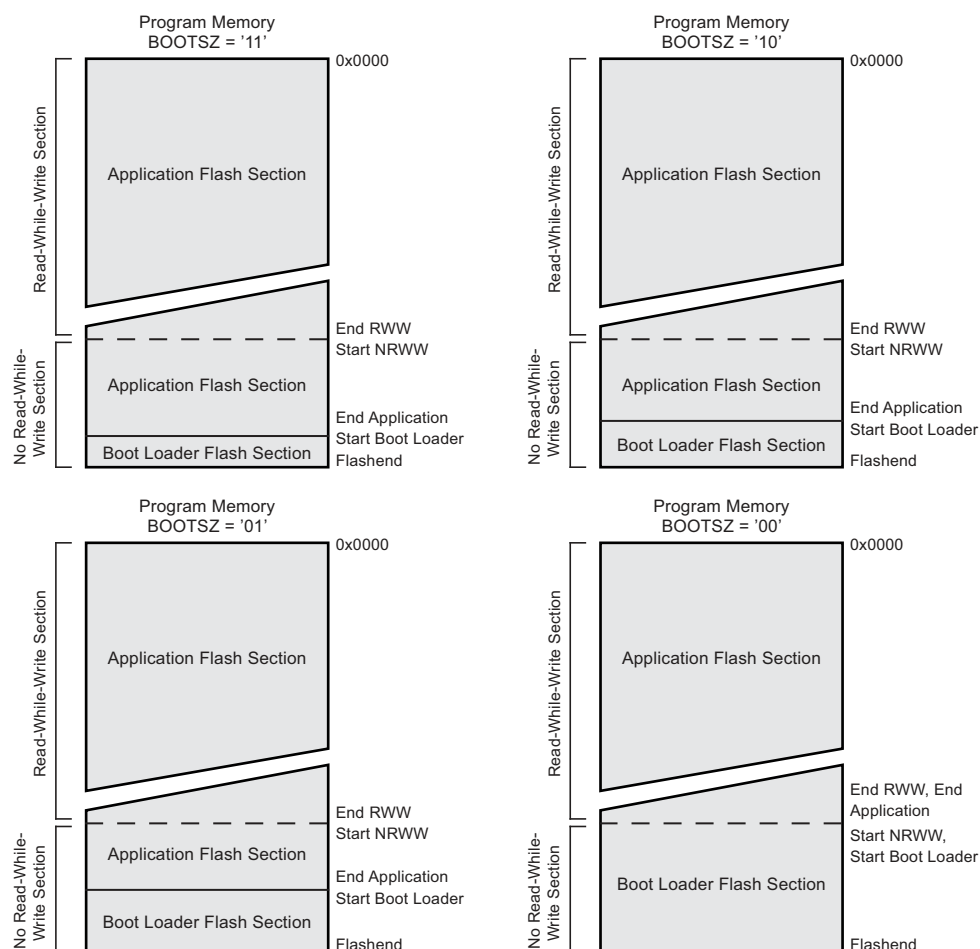 Program Memory
BOOTSZ = ’11’
0x0000
Read-While-Write Section
Application Flash Section
End RWW
Start NRWW
No Read-While-
Write Section
Application Flash Section
End Application
Start Boot Loader
Boot Loader Flash Section
Flashend
Program Memory
BOOTSZ = ’10’
0x0000
Read-While-Write Section
Application Flash Section
End RWW
Start NRWW
No Read-While-
Write Section
Application Flash Section
End Application
Start Boot Loader
Boot Loader Flash Section
Flashend
Program Memory
BOOTSZ = ’01’
0x0000
Read-While-Write Section
Application Flash Section
End RWW
Start NRWW
No Read-While-
Write Section
Application Flash Section
End Application
Start Boot Loader
Boot Loader Flash Section
Flashend
Program Memory
BOOTSZ = ’00’
0x0000
Read-While-Write Section
Application Flash Section
End RWW, End
Application
Start NRWW,
Start Boot Loader
No Read-While-
Write Section
Boot Loader Flash Section
Flashend